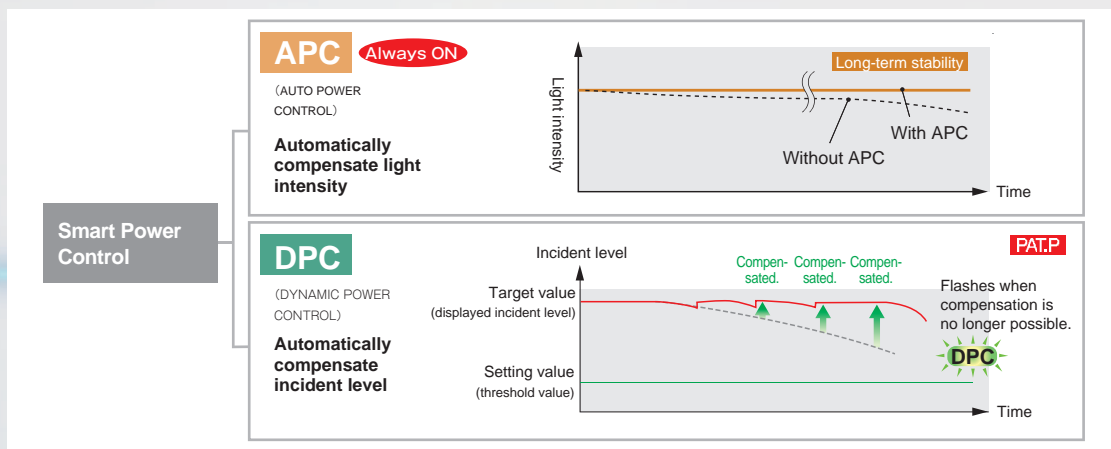 Smart Power
Control
APC
Always ON
(AUTO POWER
CONTROL)
Automatically
compensate light
intensity
Light intensity
Long-term stability
With APC
Without APC
Time
DPC
(DYNAMIC POWER
CONTROL)
Automatically
compensate
incident level
Incident level
PAT.P
Compen-
sated.
Compen-
sated.
Compen-
sated.
Target value
(displayed incident level)
Flashes when
compensation is
no longer possible.
DPC
Setting value
(threshold value)
Time